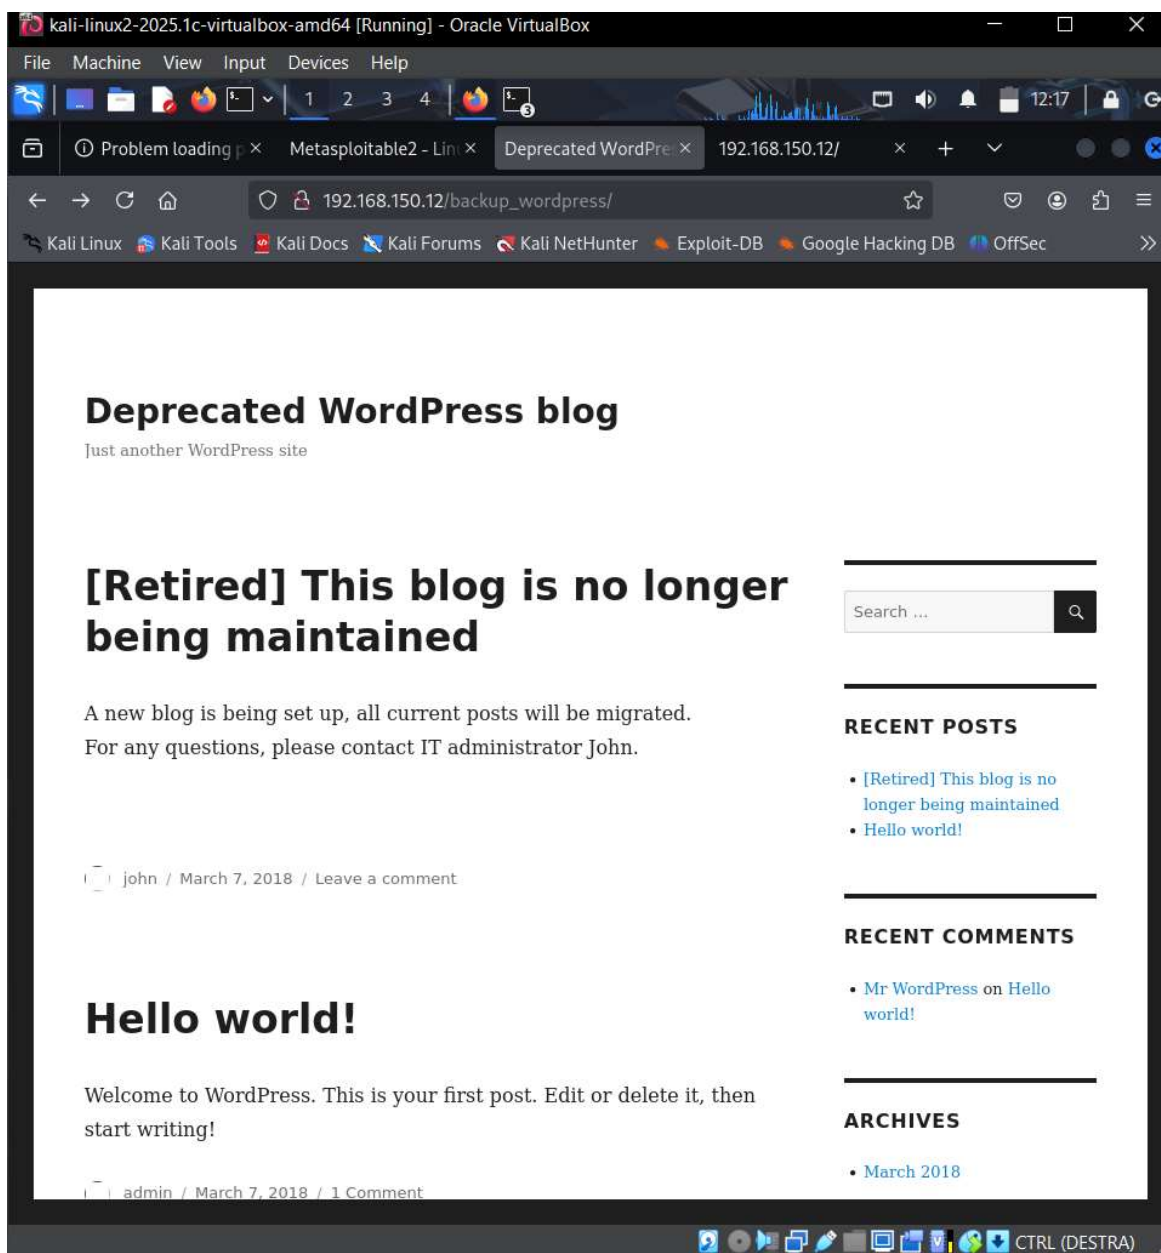 kali-linux2-2025.1c-virtualbox-amd64 [Running] - Oracle VirtualBox
File Machine View Input Devices Help
1 2 3 4 3 12:17
Problem loading p Metasploitable2 - Lin Deprecated WordPre 192.168.150.12/
192.168.150.12/backup_wordpress/
Kali Linux Kali Tools Kali Docs Kali Forums Kali NetHunter Exploit-DB Google Hacking DB OffSec
Deprecated WordPress blog
Just another WordPress site
[Retired] This blog is no longer
being maintained
A new blog is being set up, all current posts will be migrated.
For any questions, please contact IT administrator John.
john / March 7, 2018 / Leave a comment
Hello world!
Welcome to WordPress. This is your first post. Edit or delete it, then
start writing!
admin / March 7, 2018 / 1 Comment
Search ...
RECENT POSTS
[Retired] This blog is no
longer being maintained
Hello world!
RECENT COMMENTS
Mr WordPress on Hello
world!
ARCHIVES
March 2018
CTRL (DESTRA)